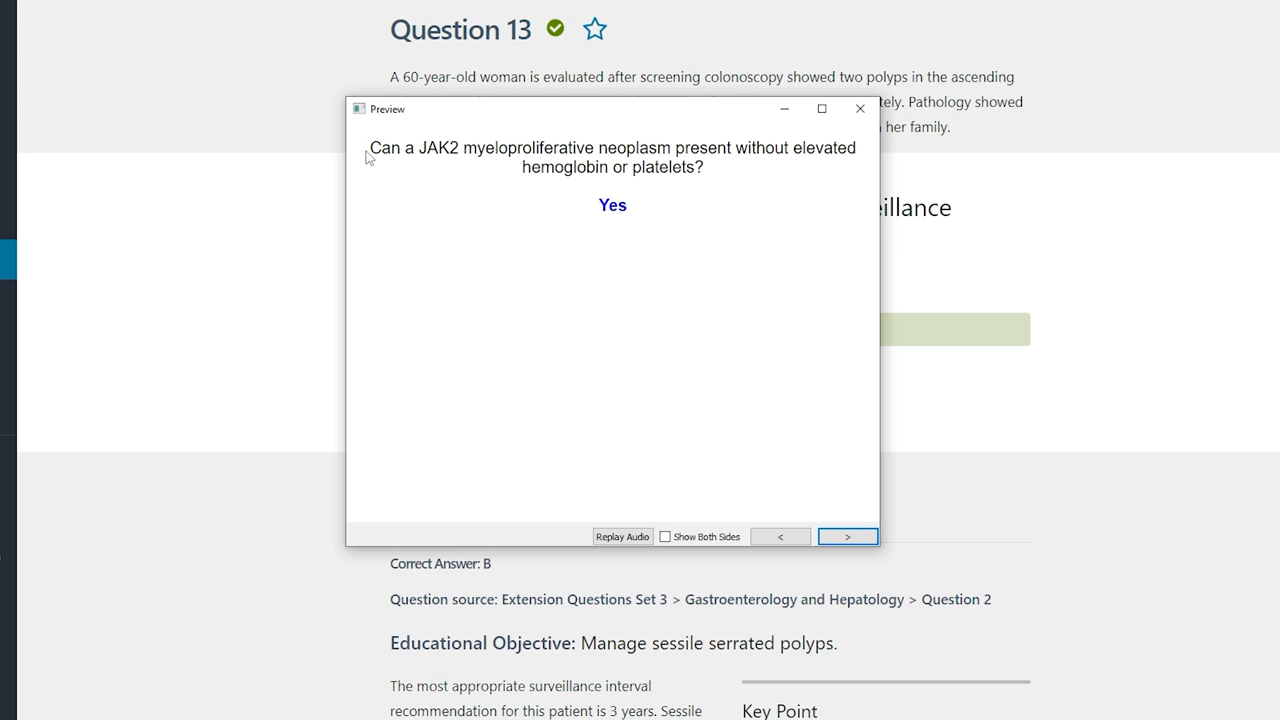 Question 13
A 60-year-old woman is evaluated after screening colonoscopy showed two polyps in the ascending
tely. Pathology showed
her family.
Preview
Can a JAK2 myeloproliferative neoplasm present without elevated
hemoglobin or platelets?
Yes
eillance
Replay Audio
Show Both Sides
<
>
Correct Answer: B
Question source: Extension Questions Set 3 > Gastroenterology and Hepatology > Question 2
Educational Objective: Manage sessile serrated polyps.
The most appropriate surveillance interval
recommendation for this patient is 3 years. Sessile
Key Point